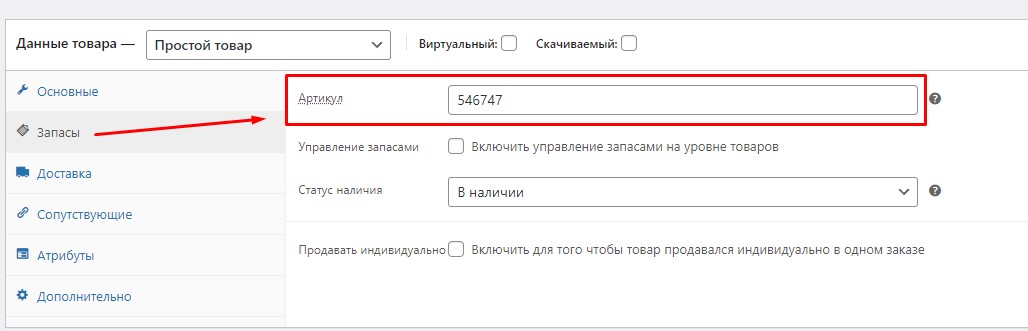 Данные товара — Простой товар Виртуальный: Скачиваемый:
Основные
Запасы
Доставка
Сопутствующие
Атрибуты
Дополнительно
Артикул 546747
Управление запасами Включить управление запасами на уровне товаров
Статус наличия В наличии
Продавать индивидуально Включить для того чтобы товар продавался индивидуально в одном заказе